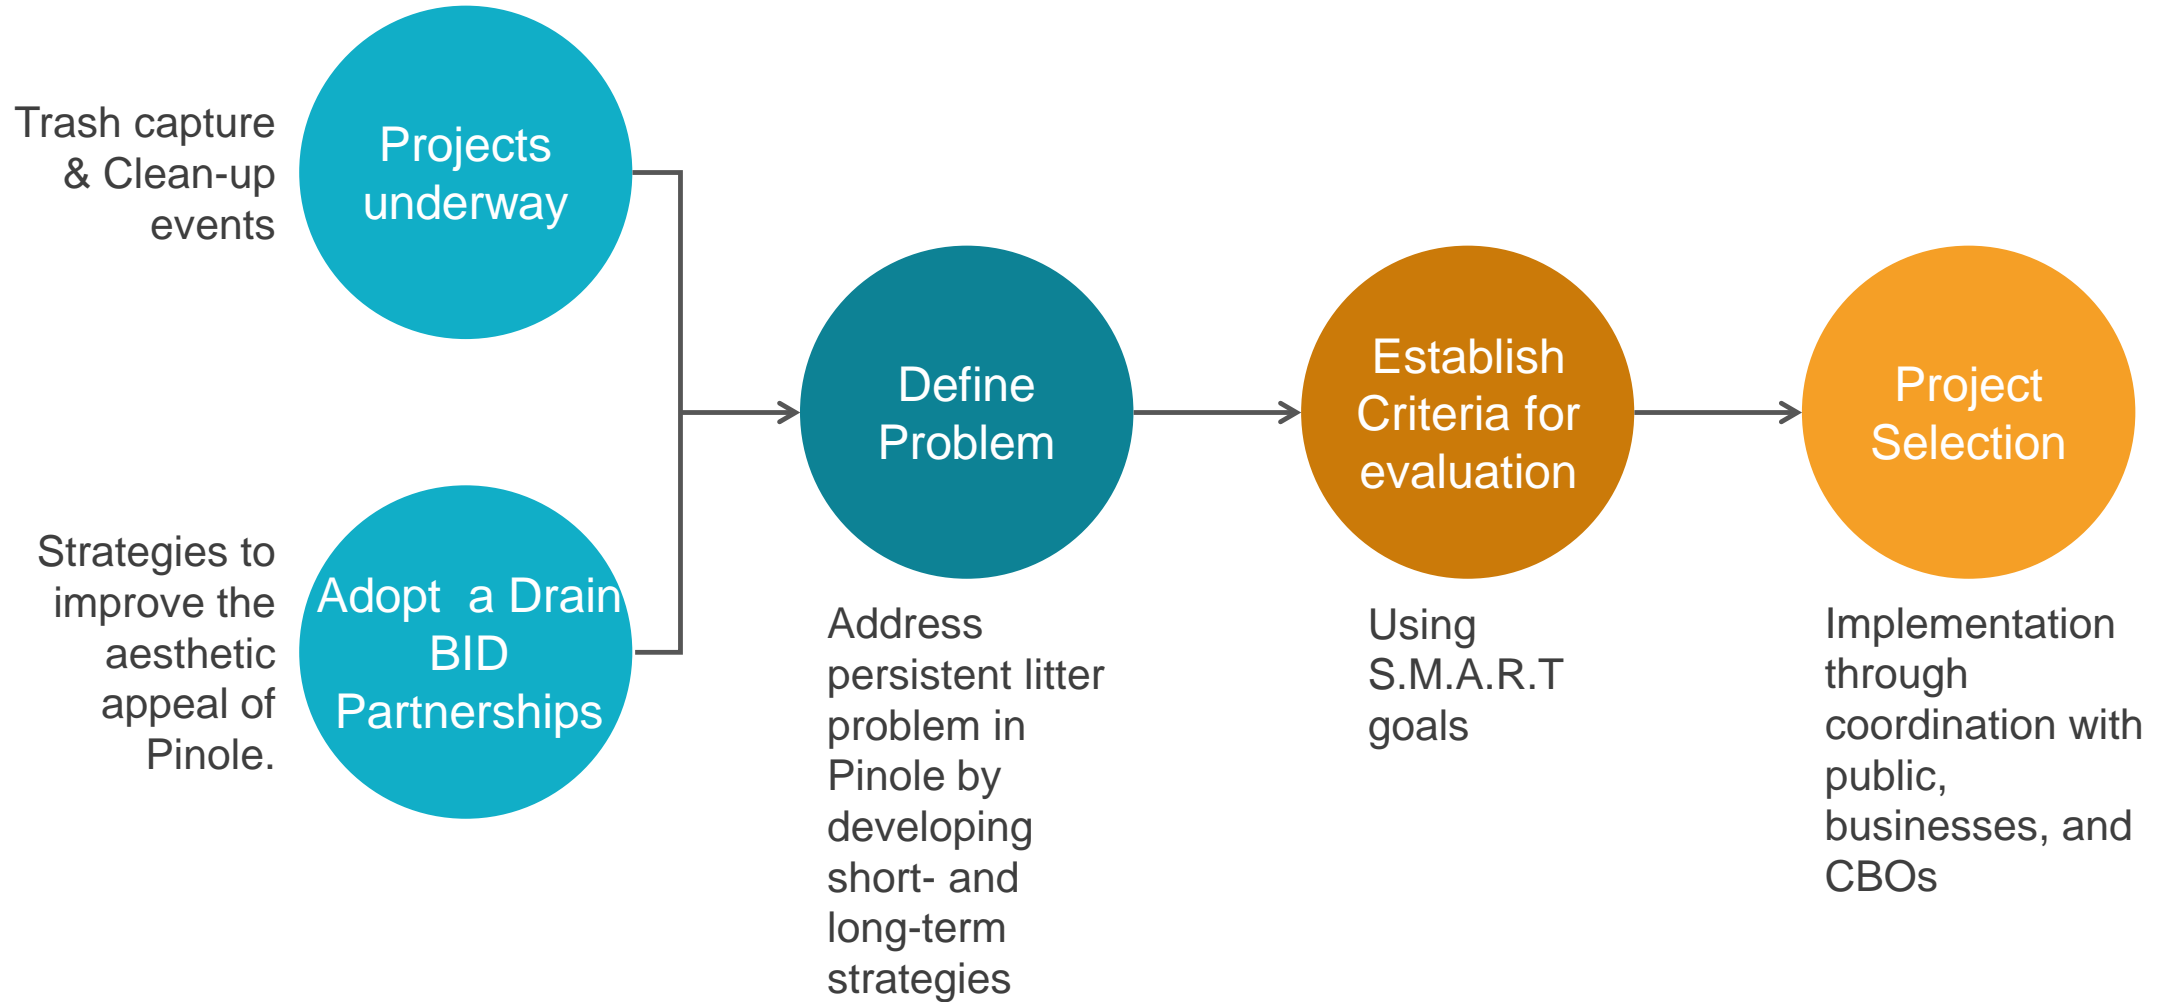 Trash capture
& Clean-up
events
Projects
underway
Strategies to
improve the
aesthetic
appeal of
Pinole.
Adopt  a Drain
BID
Partnerships
Define
Problem
Address
persistent litter
problem in
Pinole by
developing
short- and
long-term
strategies
Establish
Criteria for
evaluation
Using
S.M.A.R.T
goals
Project
Selection
Implementation
through
coordination with
public,
businesses, and
CBOs